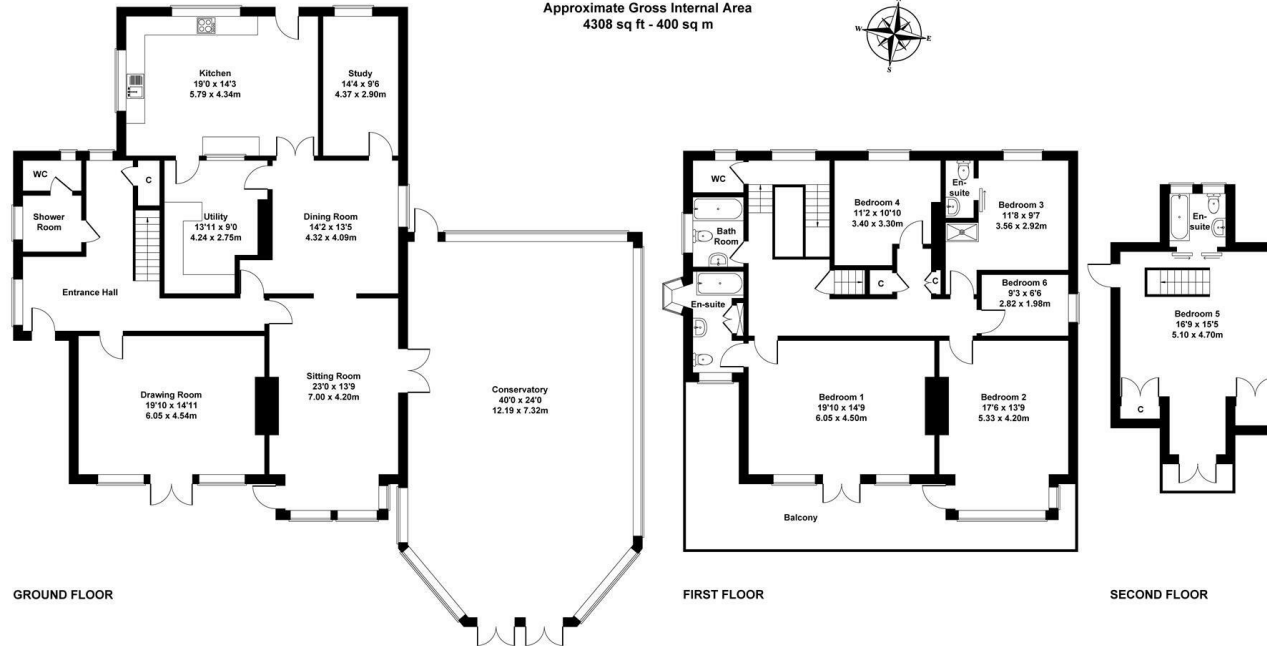 Approximate Gross Internal Area
4308 sq ft - 400 sq m
W
E
S
Kitchen
19'0 x 14'3
5.79 x 4.34m
Study
14'4 x 9'6
4.37 x 2.90m
WC
C
Shower
Room
Utility
13'11 x 9'0
4.24 x 2.75m
Dining Room
14'2 x 13'5
4.32 x 4.09m
Entrance Hall
Drawing Room
19'10 x 14'11
6.05 x 4.54m
Sitting Room
23'0 x 13'9
7.00 x 4.20m
Conservatory
40'0 x 24'0
12.19 x 7.32m
GROUND FLOOR
WC
Bedroom 4
11'2 x 10'10
3.40 x 3.30m
En-
suite
Bedroom 3
11'8 x 9'7
3.56 x 2.92m
Bath
Room
C
C
Bedroom 6
9'3 x 6'6
2.82 x 1.98m
En-suite
Bedroom 1
19'10 x 14'9
6.05 x 4.50m
Bedroom 2
17'6 x 13'9
5.33 x 4.20m
Balcony
FIRST FLOOR
En-
suite
Bedroom 5
16'9 x 15'5
5.10 x 4.70m
C
SECOND FLOOR